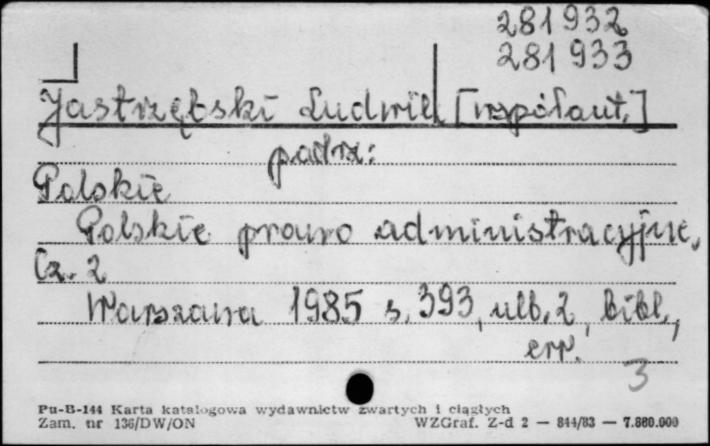 281932
281933
Jastrzębski Ludwik [współaut.]
patrz:
Polskie
Polskie prawo administracyjne,
Cz. 2
Warszawa 1985 s. 393, ulb. 2, bibl.,
err.
3
Pu-B-144 Karta katalogowa wydawnictw zwartych i ciągłych
Zam. nr 136/DW/ON WZGraf. Z-d 2 — 844/83 — 7.880.000